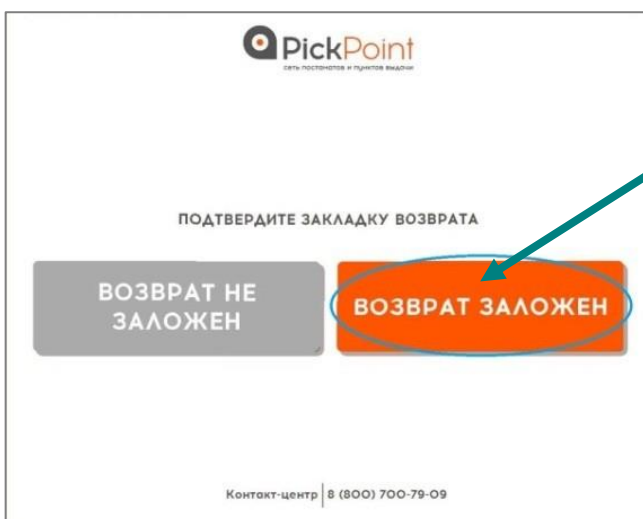 PickPoint
сеть постаматов и пунктов выдачи
ПОДТВЕРДИТЕ ЗАКЛАДКУ ВОЗВРАТА
ВОЗВРАТ НЕ
ЗАЛОЖЕН
ВОЗВРАТ ЗАЛОЖЕН
Контакт-центр 8 (800) 700-79-09